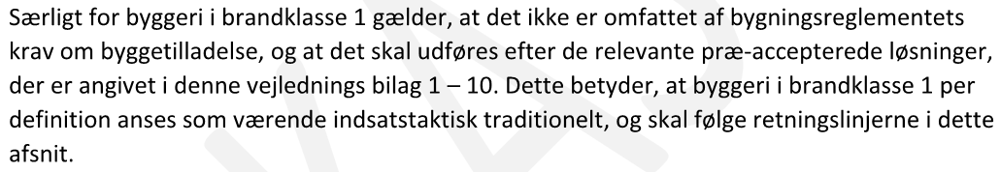 Særligt for byggeri i brandklasse 1 gælder, at det ikke er omfattet af bygningsreglementets
krav om byggetilladelse, og at det skal udføres efter de relevante præ-accepterede løsninger,
der er angivet i denne vejlednings bilag 1 – 10. Dette betyder, at byggeri i brandklasse 1 per
definition anses som værende indsatstaktisk traditionelt, og skal følge retningslinjerne i dette
afsnit.